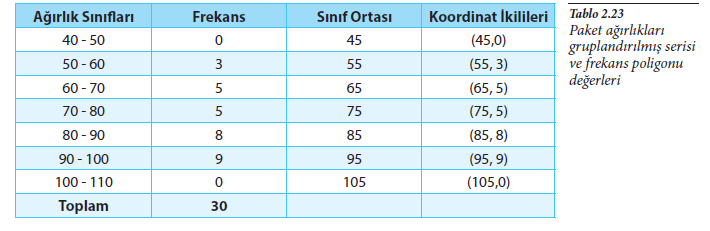 Ağırlık Sınıfları Frekans Sınıf Ortası Koordinat İkilileri
40 - 50 0 45 (45,0)
50 - 60 3 55 (55, 3)
60 - 70 5 65 (65, 5)
70 - 80 5 75 (75, 5)
80 - 90 8 85 (85, 8)
90 - 100 9 95 (95, 9)
100 - 110 0 105 (105,0)
Toplam 30
Tablo 2.23
Paket ağırlıkları
gruplandırılmış serisi
ve frekans poligonu
değerleri